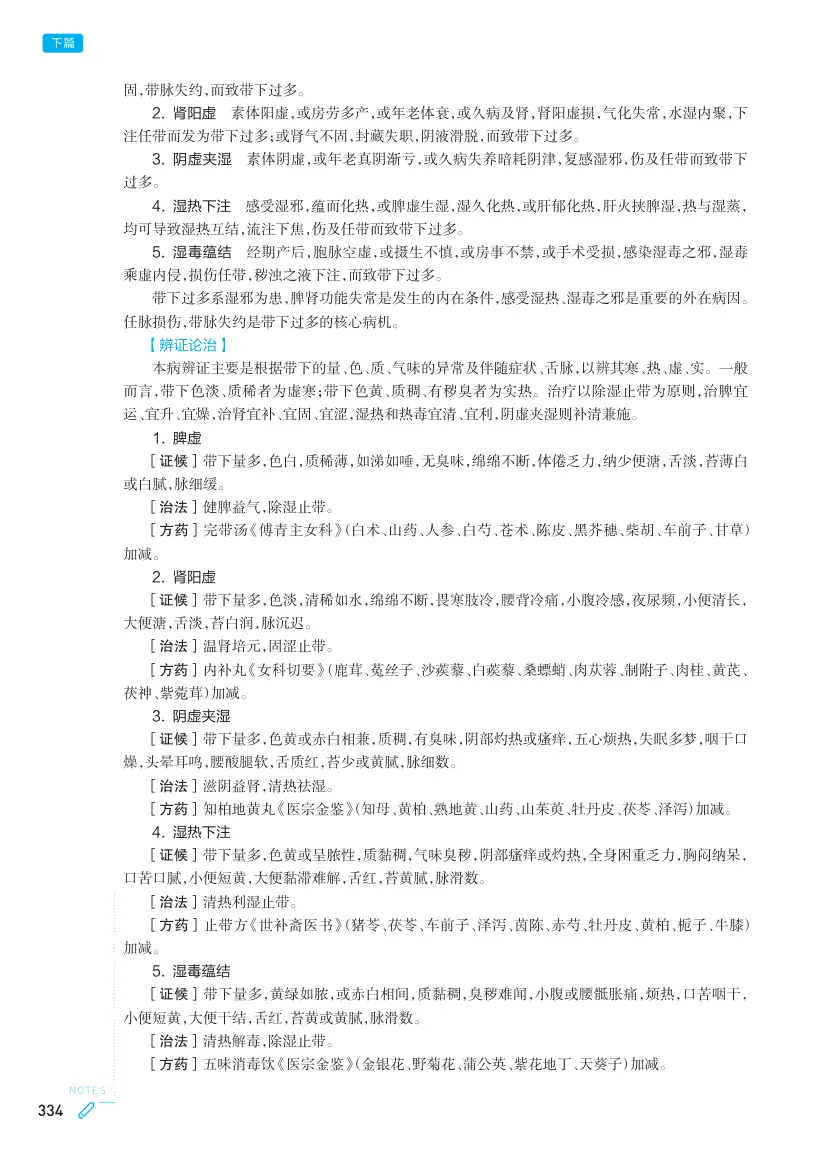 下篇
固,带脉失约,而致带下过多。
2. 肾阳虚　素体阳虚,或房劳多产,或年老体衰,或久病及肾,肾阳虚损,气化失常,水湿内聚,下
注任带而发为带下过多;或肾气不固,封藏失职,阴液滑脱,而致带下过多。
3. 阴虚夹湿　素体阴虚,或年老真阴渐亏,或久病失养暗耗阴津,复感湿邪,伤及任带而致带下
过多。
4. 湿热下注　感受湿邪,蕴而化热,或脾虚生湿,湿久化热,或肝郁化热,肝火挟脾湿,热与湿蒸,
均可导致湿热互结,流注下焦,伤及任带而致带下过多。
5. 湿毒蕴结　经期产后,胞脉空虚,或摄生不慎,或房事不禁,或手术受损,感染湿毒之邪,湿毒
乘虚内侵,损伤任带,秽浊之液下注,而致带下过多。
带下过多系湿邪为患,脾肾功能失常是发生的内在条件,感受湿热、湿毒之邪是重要的外在病因。
任脉损伤,带脉失约是带下过多的核心病机。
【辨证论治】
本病辨证主要是根据带下的量、色、质、气味的异常及伴随症状、舌脉,以辨其寒、热、虚、实。一般
而言,带下色淡、质稀者为虚寒;带下色黄、质稠、有秽臭者为实热。治疗以除湿止带为原则,治脾宜
运、宜升、宜燥,治肾宜补、宜固、宜涩,湿热和热毒宜清、宜利,阴虚夹湿则补清兼施。
1. 脾虚
[证候]带下量多,色白,质稀薄,如涕如唾,无臭味,绵绵不断,体倦乏力,纳少便溏,舌淡,苔薄白
或白腻,脉细缓。
[治法]健脾益气,除湿止带。
[方药]完带汤《傅青主女科》(白术、山药、人参、白芍、苍术、陈皮、黑芥穗、柴胡、车前子、甘草)
加减。
2. 肾阳虚
[证候]带下量多,色淡,清稀如水,绵绵不断,畏寒肢冷,腰背冷痛,小腹冷感,夜尿频,小便清长,
大便溏,舌淡,苔白润,脉沉迟。
[治法]温肾培元,固涩止带。
[方药]内补丸《女科切要》(鹿茸、菟丝子、沙蒺藜、白蒺藜、桑螵蛸、肉苁蓉、制附子、肉桂、黄芪、
茯神、紫菀茸)加减。
3. 阴虚夹湿
[证候]带下量多,色黄或赤白相兼,质稠,有臭味,阴部灼热或瘙痒,五心烦热,失眠多梦,咽干口
燥,头晕耳鸣,腰酸腿软,舌质红,苔少或黄腻,脉细数。
[治法]滋阴益肾,清热祛湿。
[方药]知柏地黄丸《医宗金鉴》(知母、黄柏、熟地黄、山药、山茱萸、牡丹皮、茯苓、泽泻)加减。
4. 湿热下注
[证候]带下量多,色黄或呈脓性,质黏稠,气味臭秽,阴部瘙痒或灼热,全身困重乏力,胸闷纳呆,
口苦口腻,小便短黄,大便黏滞难解,舌红,苔黄腻,脉滑数。
[治法]清热利湿止带。
[方药]止带方《世补斋医书》(猪苓、茯苓、车前子、泽泻、茵陈、赤芍、牡丹皮、黄柏、栀子、牛膝)
加减。
5. 湿毒蕴结
[证候]带下量多,黄绿如脓,或赤白相间,质黏稠,臭秽难闻,小腹或腰骶胀痛,烦热,口苦咽干,
小便短黄,大便干结,舌红,苔黄或黄腻,脉滑数。
[治法]清热解毒,除湿止带。
[方药]五味消毒饮《医宗金鉴》(金银花、野菊花、蒲公英、紫花地丁、天葵子)加减。
NOTES
334